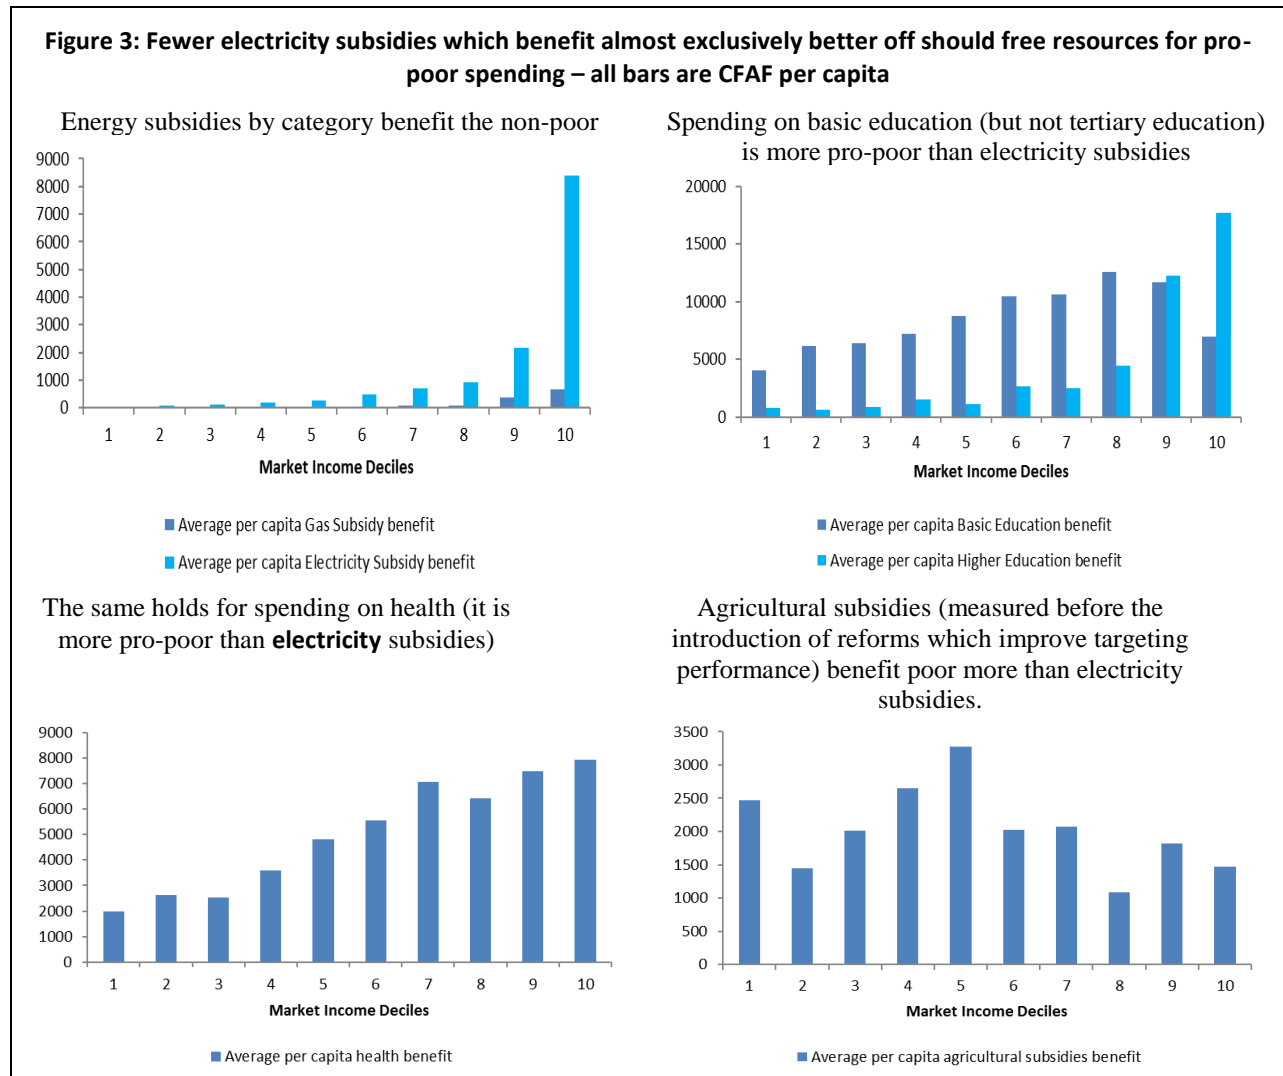 Figure 3: Fewer electricity subsidies which benefit almost exclusively better off should free resources for pro-
poor spending – all bars are CFAF per capita
Energy subsidies by category benefit the non-poor
9000
8000
7000
6000
5000
4000
3000
2000
1000
0
1 2 3 4 5 6 7 8 9 10
Market Income Deciles
Average per capita Gas Subsidy benefit
Average per capita Electricity Subsidy benefit
Spending on basic education (but not tertiary education)
is more pro-poor than electricity subsidies
20000
15000
10000
5000
0
1 2 3 4 5 6 7 8 9 10
Market Income Deciles
Average per capita Basic Education benefit
Average per capita Higher Education benefit
The same holds for spending on health (it is
more pro-poor than electricity subsidies)
9000
8000
7000
6000
5000
4000
3000
2000
1000
0
1 2 3 4 5 6 7 8 9 10
Market Income Deciles
Average per capita health benefit
Agricultural subsidies (measured before the
introduction of reforms which improve targeting
performance) benefit poor more than electricity
subsidies.
3500
3000
2500
2000
1500
1000
500
0
1 2 3 4 5 6 7 8 9 10
Market Income Deciles
Average per capita agricultural subsidies benefit